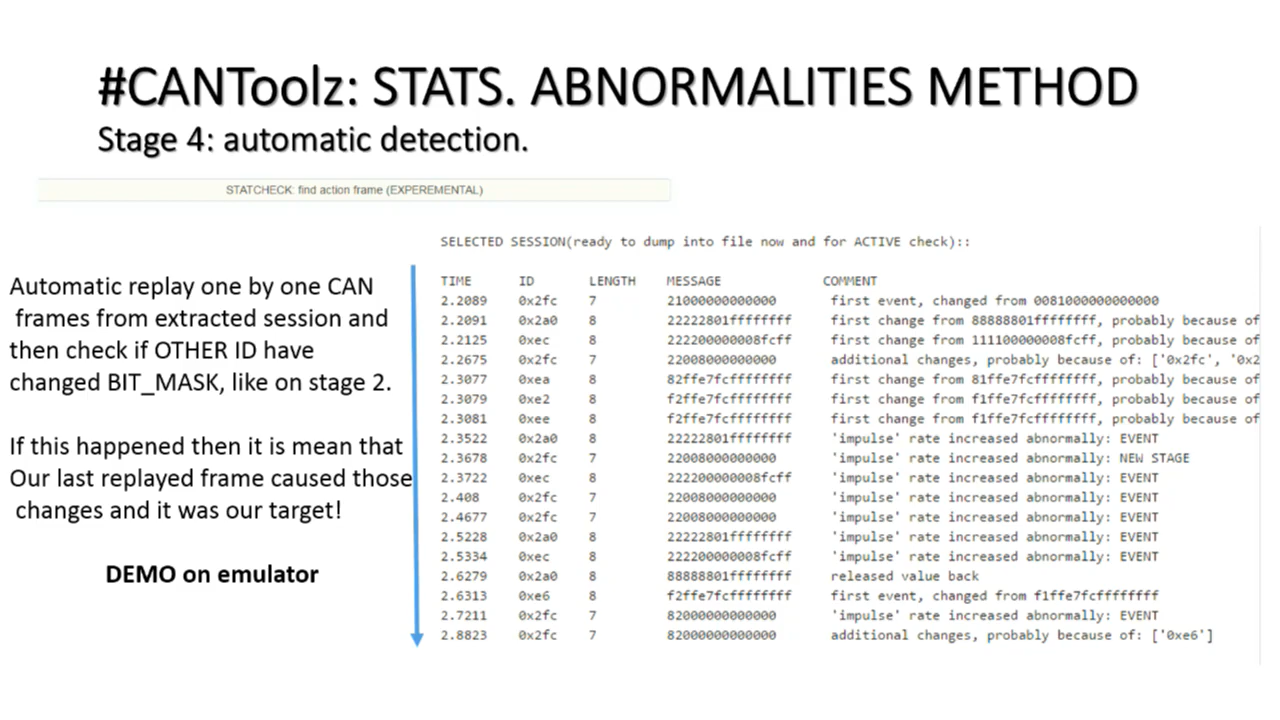 #CANToolz: STATS. ABNORMALITIES METHOD
Stage 4: automatic detection.
STATCHECK: find action frame (EXPEREMENTAL)
Automatic replay one by one CAN
frames from extracted session and
then check if OTHER ID have
changed BIT_MASK, like on stage 2.
If this happened then it is mean that
Our last replayed frame caused those
changes and it was our target!
DEMO on emulator
SELECTED SESSION(ready to dump into file now and for ACTIVE check)::
TIME ID LENGTH MESSAGE COMMENT
2.2089 0x2fc 7 21000000000000 first event, changed from 0081000000000000
2.2091 0x2a0 8 22222801ffffffff first change from 88888801ffffffff, probably because of
2.2125 0xec 8 222200000008fcff first change from 111100000008fcff, probably because of
2.2675 0x2fc 7 22008000000000 additional changes, probably because of: ['0x2fc', '0x2
2.3077 0xea 8 82ffe7fcffffffff first change from 81ffe7fcffffffff, probably because of
2.3079 0xe2 8 f2ffe7fcffffffff first change from f1ffe7fcffffffff, probably because of
2.3081 0xee 8 f2ffe7fcffffffff first change from f1ffe7fcffffffff, probably because of
2.3522 0x2a0 8 22222801ffffffff 'impulse' rate increased abnormally: EVENT
2.3678 0x2fc 7 22008000000000 'impulse' rate increased abnormally: NEW STAGE
2.3722 0xec 8 222200000008fcff 'impulse' rate increased abnormally: EVENT
2.408 0x2fc 7 22008000000000 'impulse' rate increased abnormally: EVENT
2.4677 0x2fc 7 22008000000000 'impulse' rate increased abnormally: EVENT
2.5228 0x2a0 8 22222801ffffffff 'impulse' rate increased abnormally: EVENT
2.5334 0xec 8 222200000008fcff 'impulse' rate increased abnormally: EVENT
2.6279 0x2a0 8 88888801ffffffff released value back
2.6313 0xe6 8 f2ffe7fcffffffff first event, changed from f1ffe7fcffffffff
2.7211 0x2fc 7 82000000000000 'impulse' rate increased abnormally: EVENT
2.8823 0x2fc 7 82000000000000 additional changes, probably because of: ['0xe6']